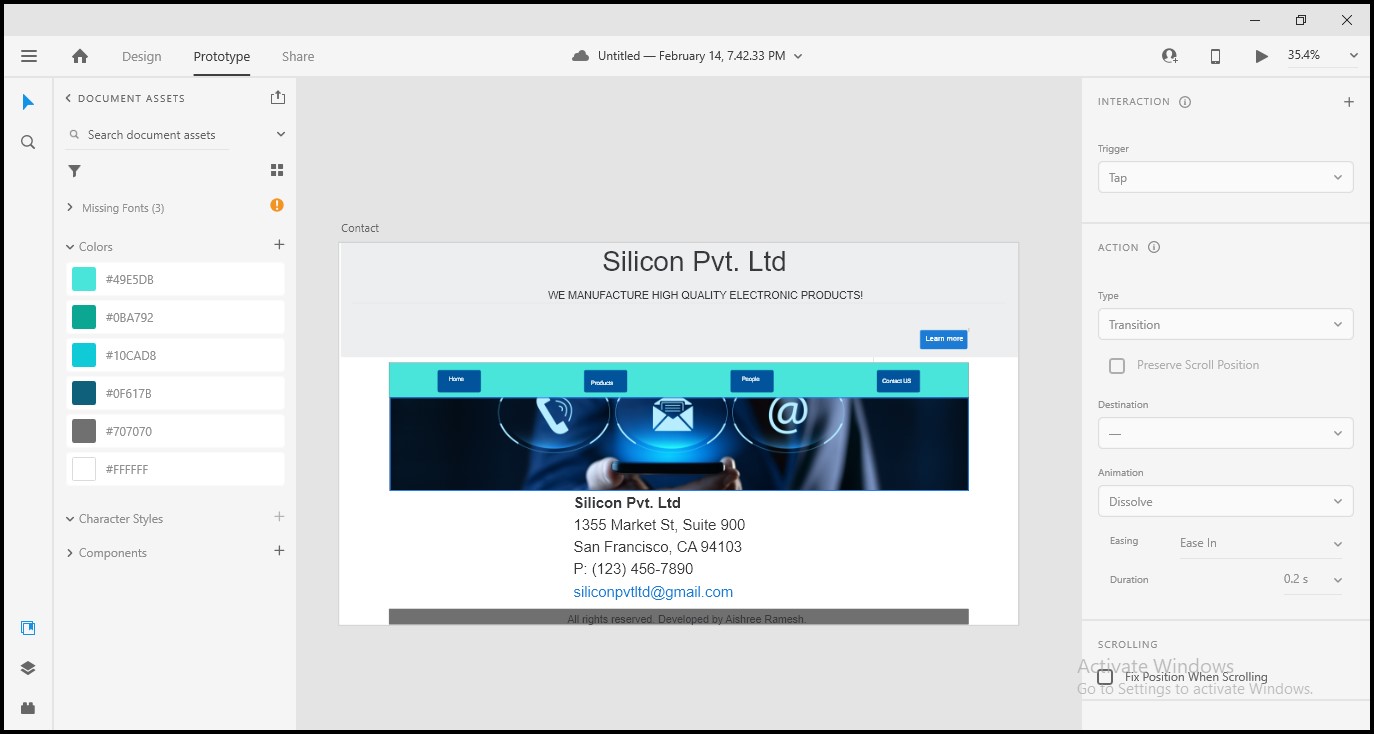 Design
Prototype
Share
Untitled — February 14, 7.42.33 PM
35.4%
DOCUMENT ASSETS
Search document assets
Missing Fonts (3)
Colors
#49E5DB
#0BA792
#10CAD8
#0F617B
#707070
#FFFFFF
Character Styles
Components
Contact
Silicon Pvt. Ltd
WE MANUFACTURE HIGH QUALITY ELECTRONIC PRODUCTS!
Learn more
Home
Products
People
Contact US
@
Silicon Pvt. Ltd
1355 Market St, Suite 900
San Francisco, CA 94103
P: (123) 456-7890
siliconpvtltd@gmail.com
All rights reserved. Developed by Aishree Ramesh.
INTERACTION
Trigger
Tap
ACTION
Type
Transition
Preserve Scroll Position
Destination
—
Animation
Dissolve
Easing
Ease In
Duration
0.2 s
SCROLLING
Activate Windows
Fix Position When Scrolling
Go to Settings to activate Windows.